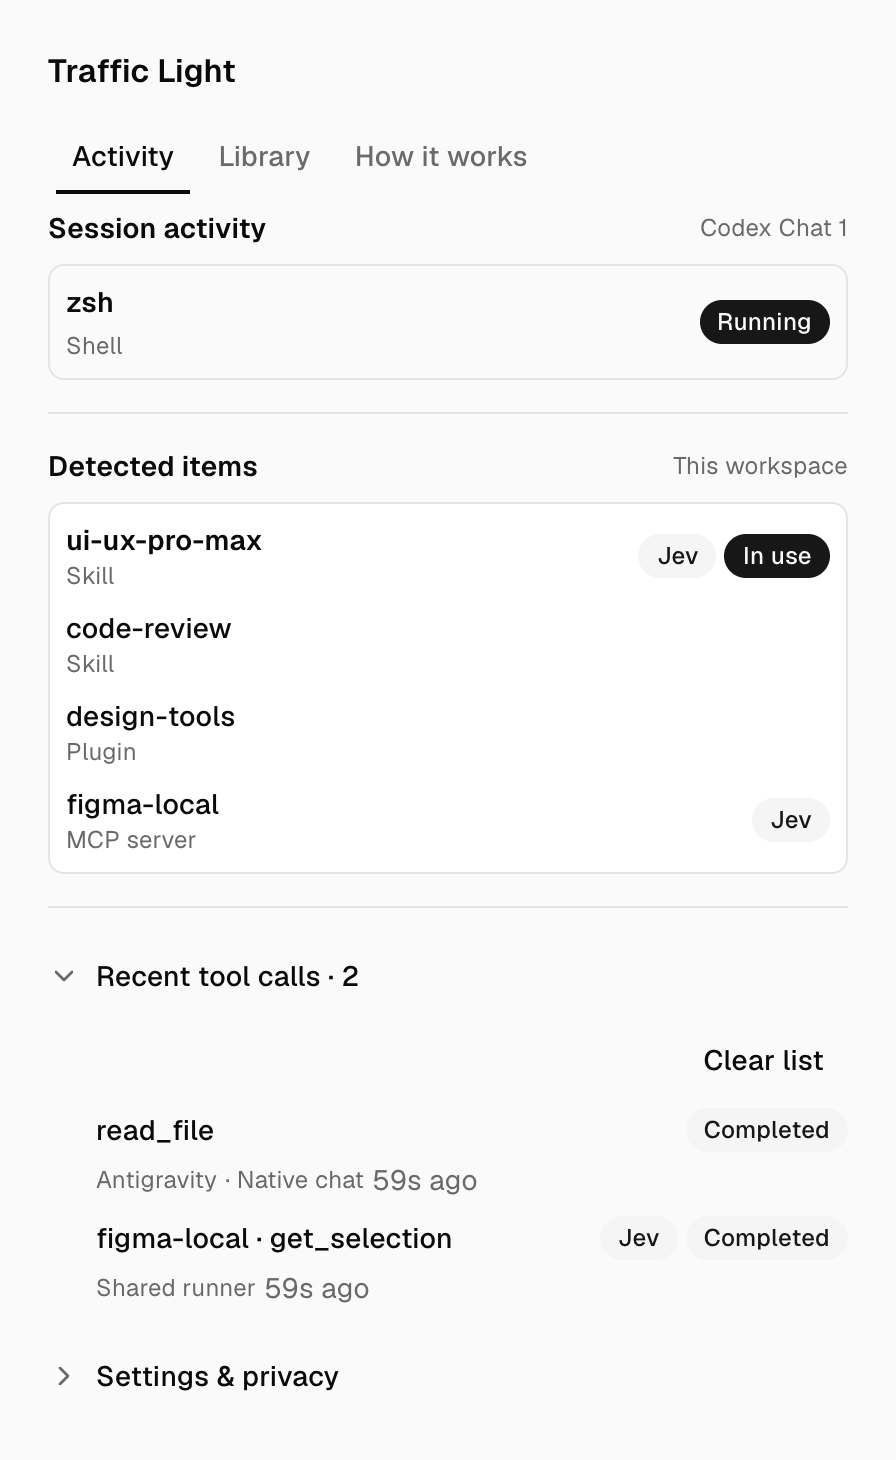 Traffic Light
Activity Library How it works
Session activity Codex Chat 1
zsh
Shell
Running
Detected items This workspace
ui-ux-pro-max
Skill
Jev In use
code-review
Skill
design-tools
Plugin
figma-local
MCP server
Jev
Recent tool calls · 2
Clear list
read_file Completed
Antigravity · Native chat 59s ago
figma-local · get_selection Jev Completed
Shared runner 59s ago
Settings & privacy